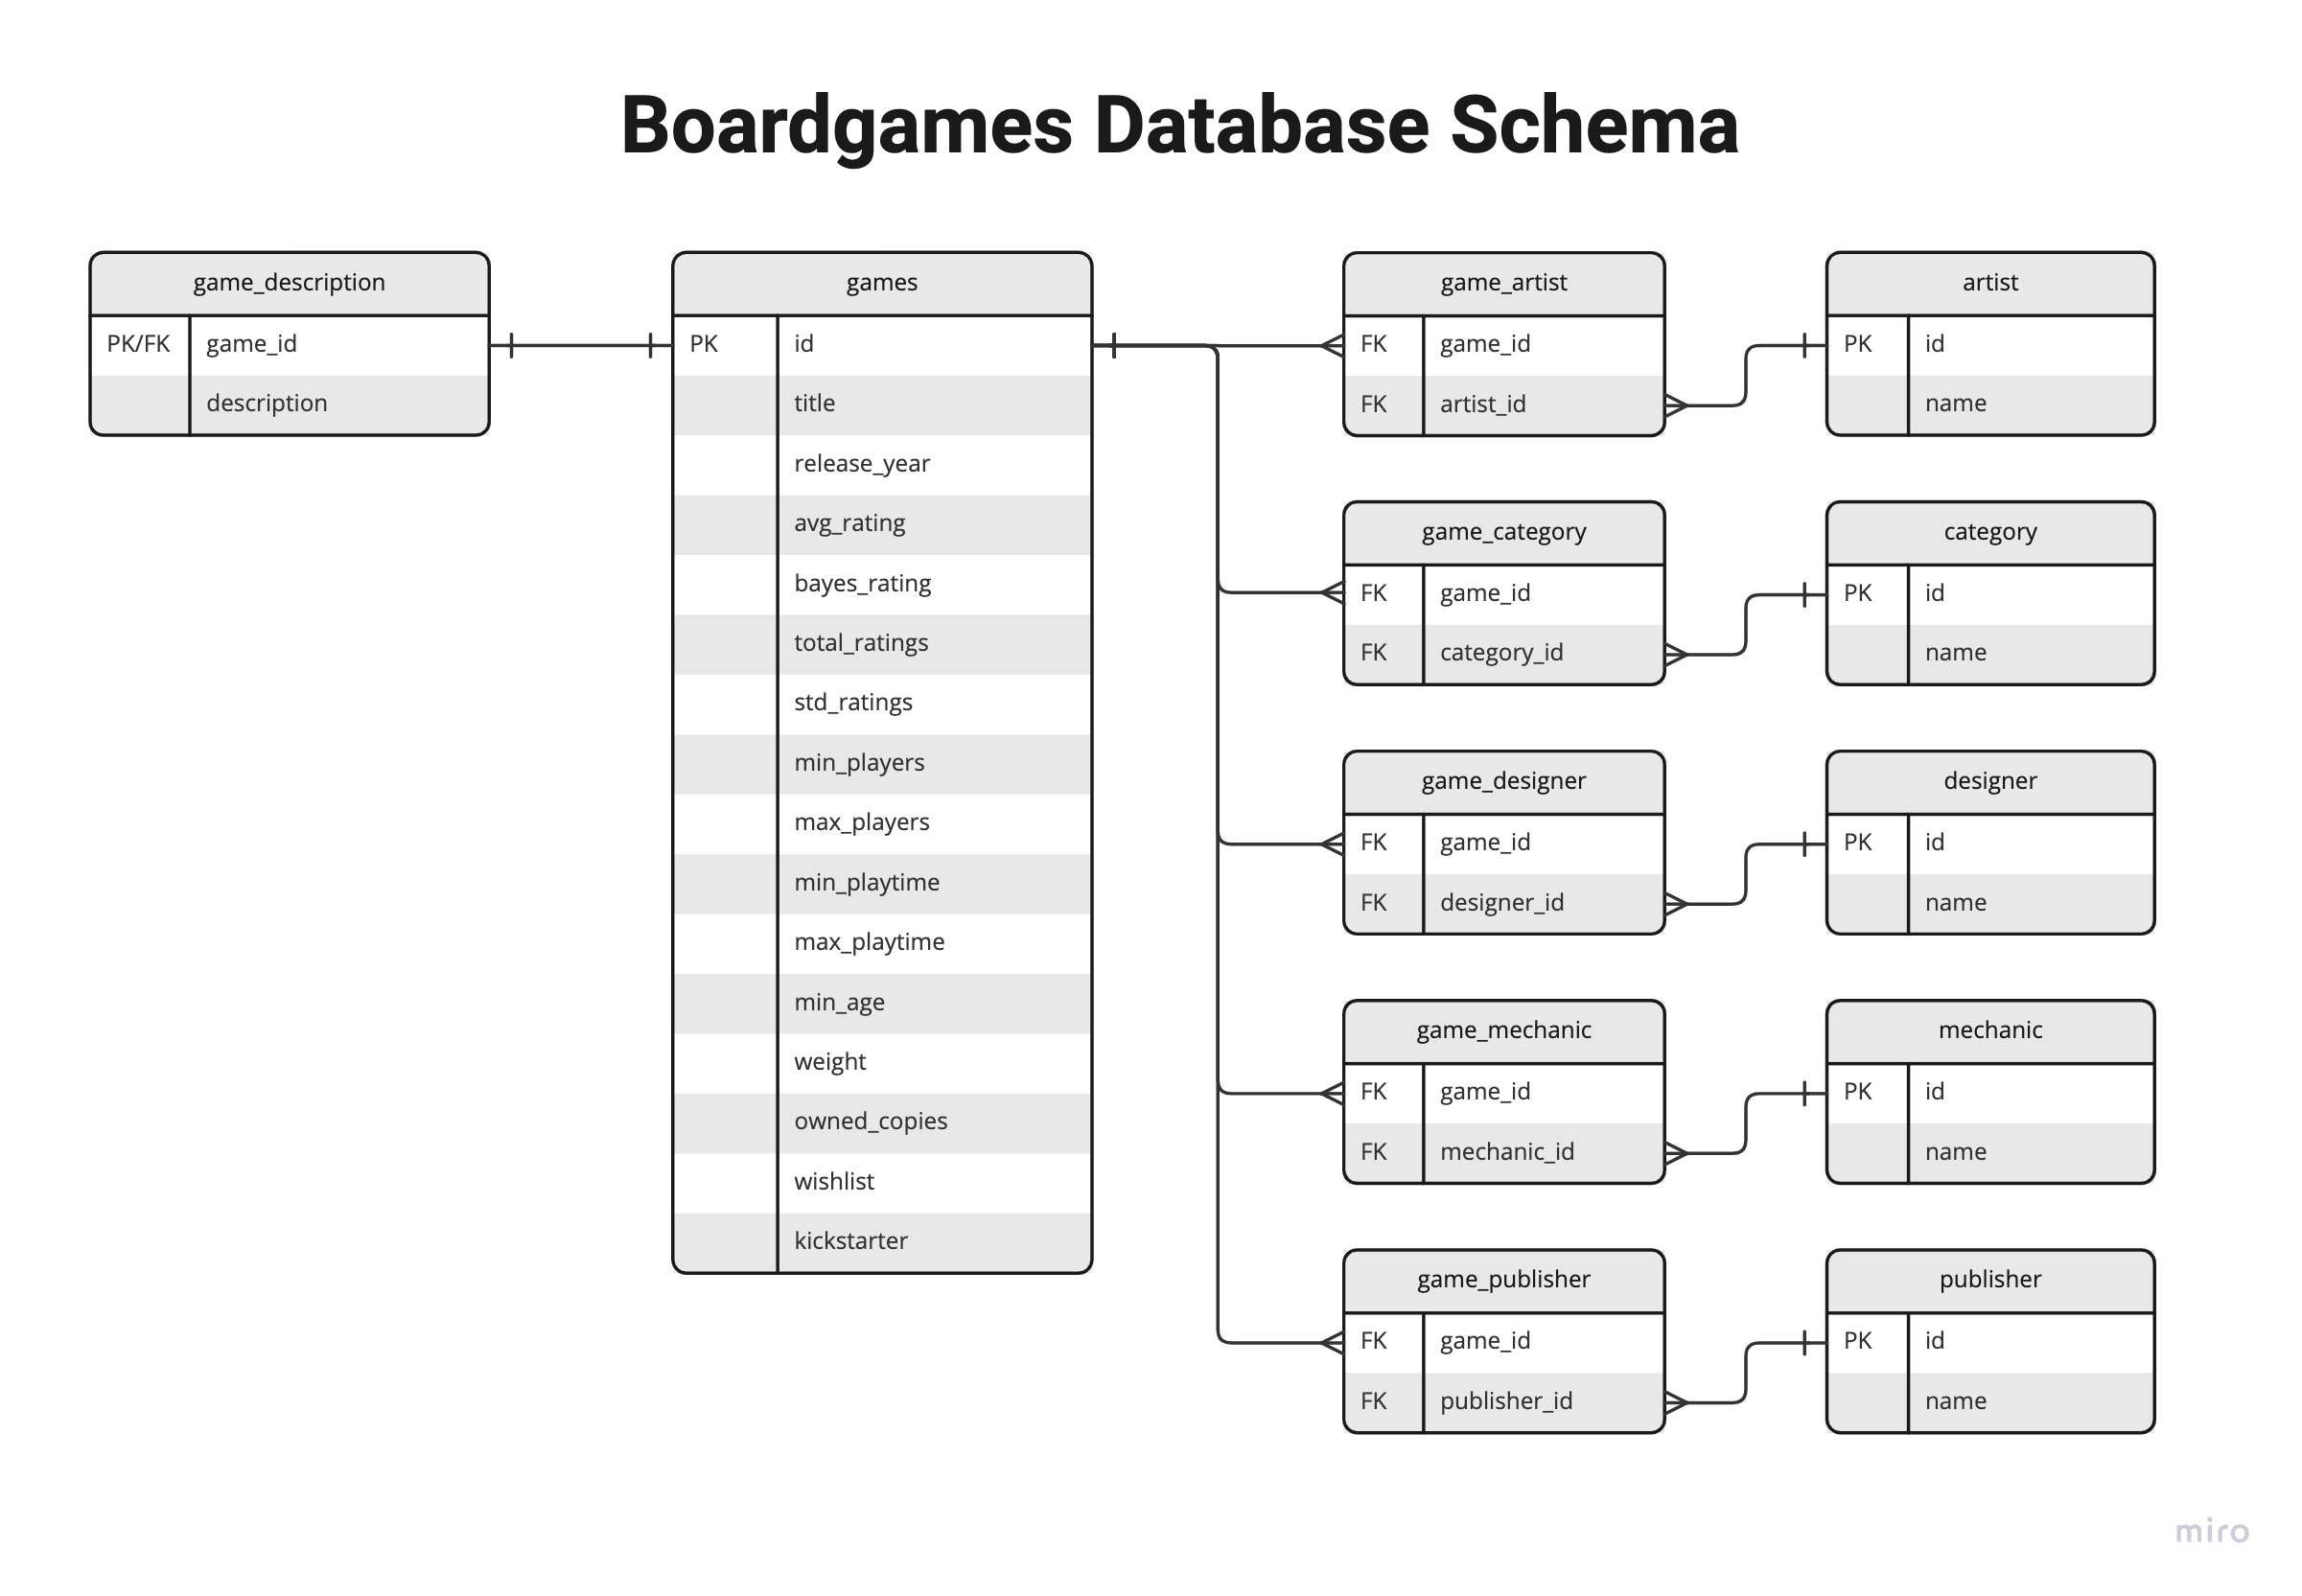 Boardgames Database Schema
game_description
PK/FK game_id
description
games
PK id
title
release_year
avg_rating
bayes_rating
total_ratings
std_ratings
min_players
max_players
min_playtime
max_playtime
min_age
weight
owned_copies
wishlist
kickstarter
game_artist
FK game_id
FK artist_id
artist
PK id
name
game_category
FK game_id
FK category_id
category
PK id
name
game_designer
FK game_id
FK designer_id
designer
PK id
name
game_mechanic
FK game_id
FK mechanic_id
mechanic
PK id
name
game_publisher
FK game_id
FK publisher_id
publisher
PK id
name
miro